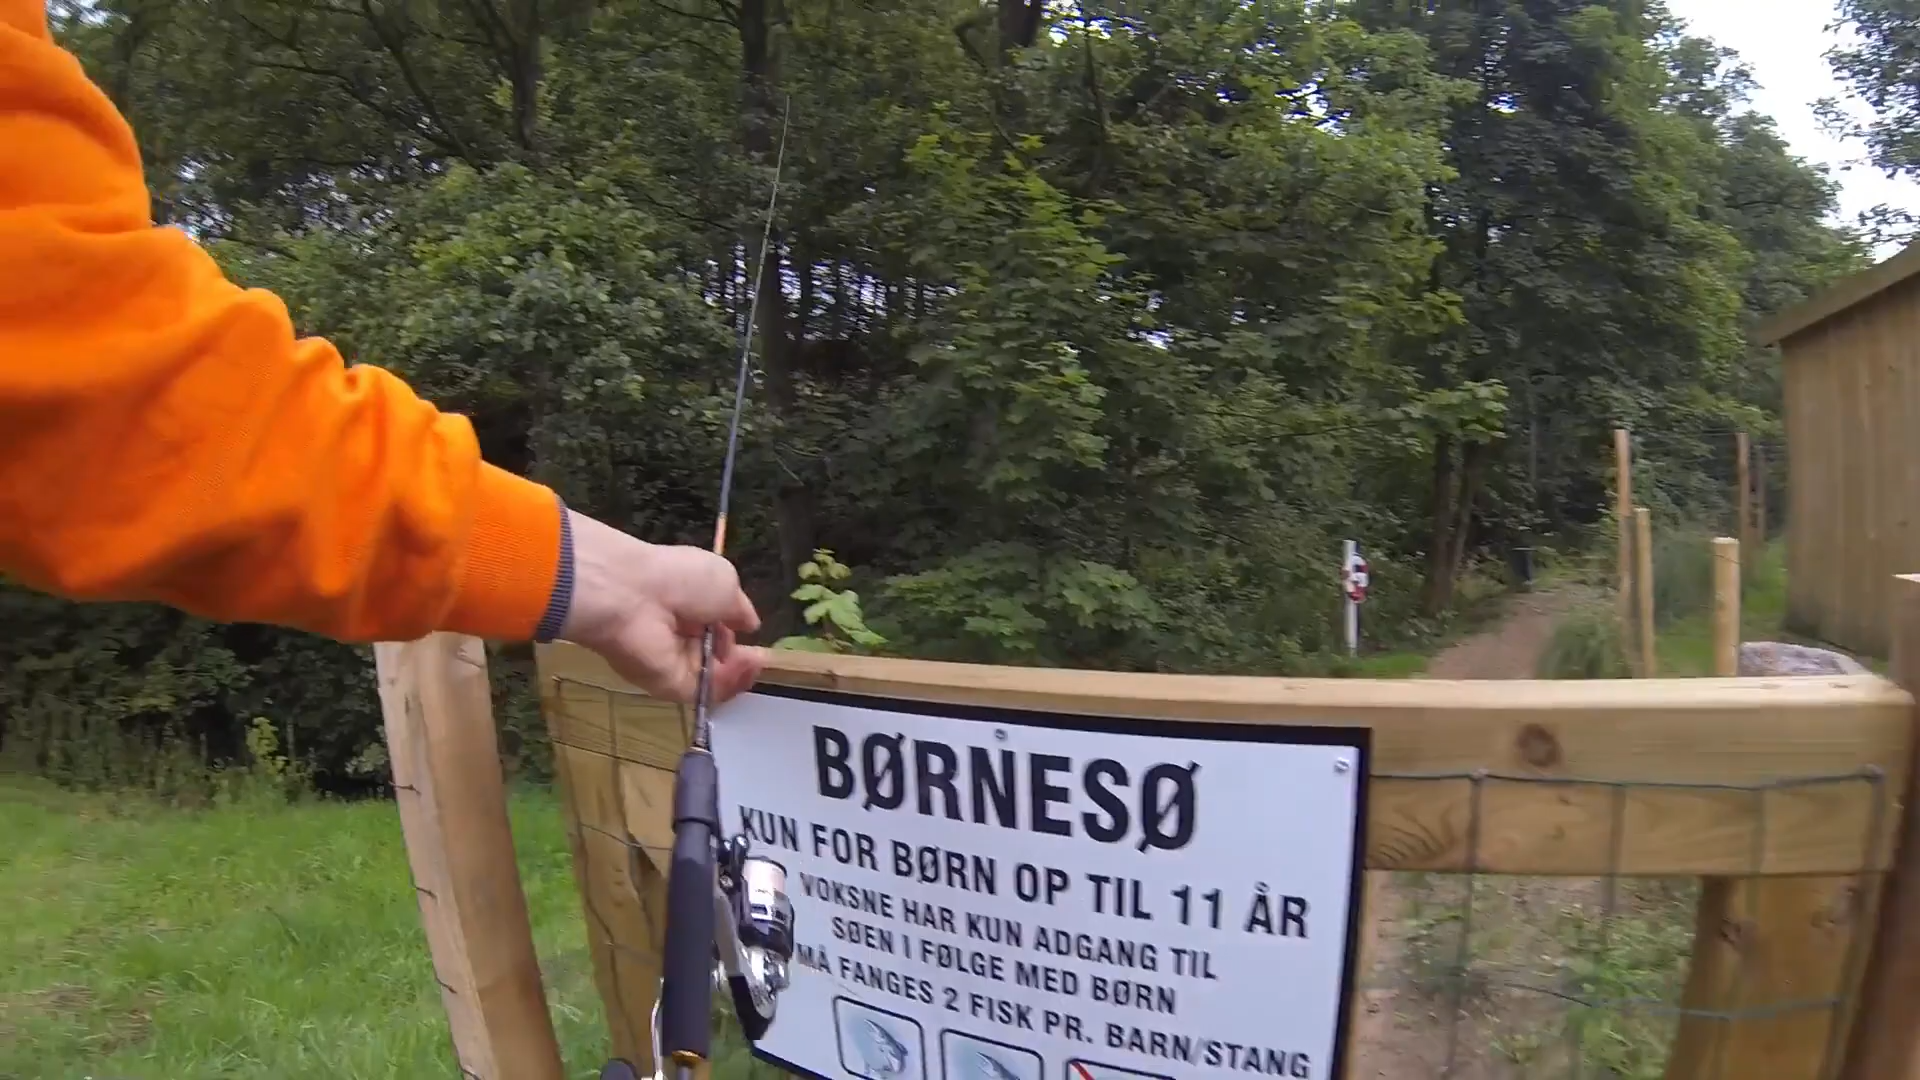 BØRNESØ
KUN FOR BØRN OP TIL 11 ÅR
VOKSNE HAR KUN ADGANG TIL
SØEN I FØLGE MED BØRN
MÅ FANGES 2 FISK PR. BARN/STANG